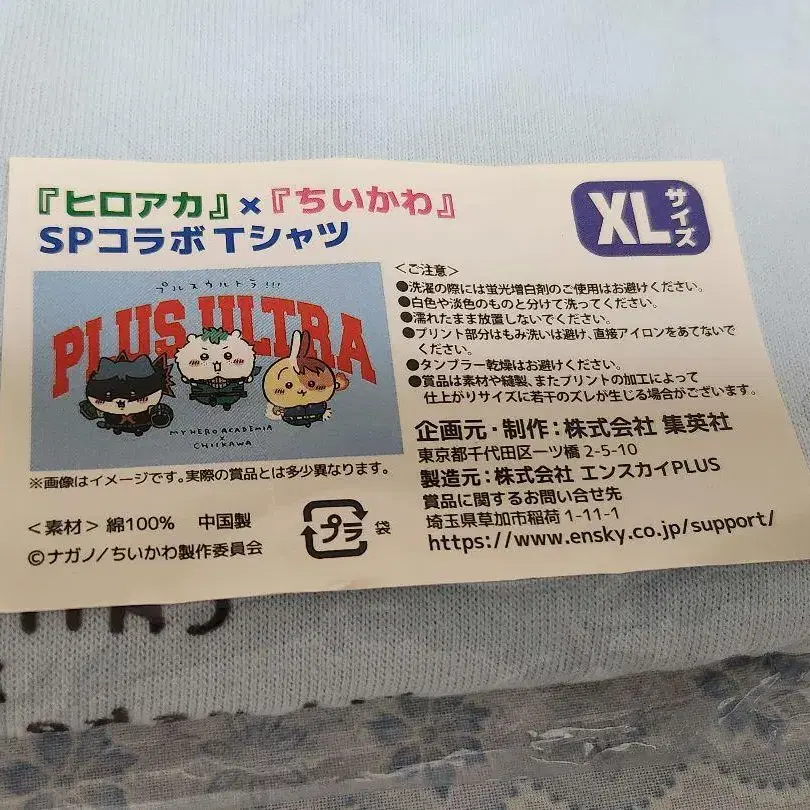 『ヒロアカ』×『ちいかわ』
SPコラボTシャツ
XLサイズ
プルスウルトラ!!!
PLUS ULTRA
MY HERO ACADEMIA
×
CHIIKAWA
※画像はイメージです。実際の賞品とは多少異なります。
<素材>綿100% 中国製
©ナガノ/ちいかわ製作委員会
プラ
袋
<ご注意>
●洗濯の際には蛍光増白剤のご使用はお避けください。
●白色や淡色のものと分けて洗ってください。
●濡れたまま放置しないでください。
●プリント部分はもみ洗いは避け、直接アイロンをあてないで
ください。
●タンブラー乾燥はお避けください。
●賞品は素材や縫製、またプリントの加工によって
仕上がりサイズに若干のズレが生じる場合がございます。
企画元・制作:株式会社 集英社
東京都千代田区一ツ橋 2-5-10
製造元:株式会社 エンスカイPLUS
賞品に関するお問い合せ先
埼玉県草加市稲荷 1-11-1
https://www.ensky.co.jp/support/